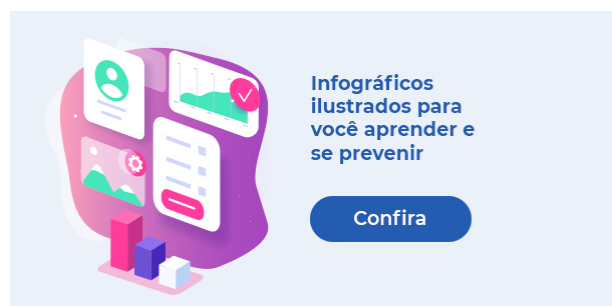 Infográficos
ilustrados para
você aprender e
se prevenir
Confira